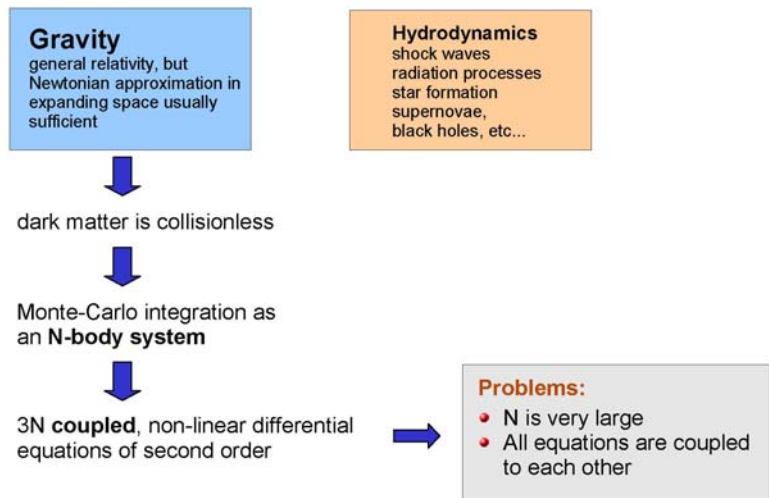 Gravity
general relativity, but
Newtonian approximation in
expanding space usually
sufficient
Hydrodynamics
shock waves
radiation processes
star formation
supernovae,
black holes, etc...
dark matter is collisionless
Monte-Carlo integration as
an N-body system
3N coupled, non-linear differential
equations of second order
Problems:
N is very large
All equations are coupled
to each other